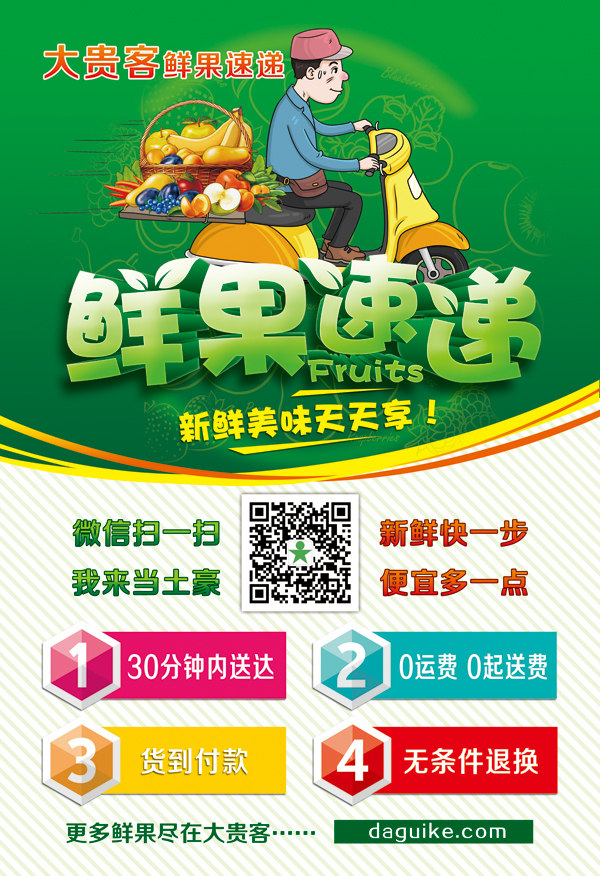 大贵客鲜果速递
鲜果速递
Fruits
新鲜美味天天享！
微信扫一扫
我来当土豪
新鲜快一步
便宜多一点
1 30分钟内送达
2 0运费 0起送费
3 货到付款
4 无条件退换
更多鲜果尽在大贵客……
daguike.com